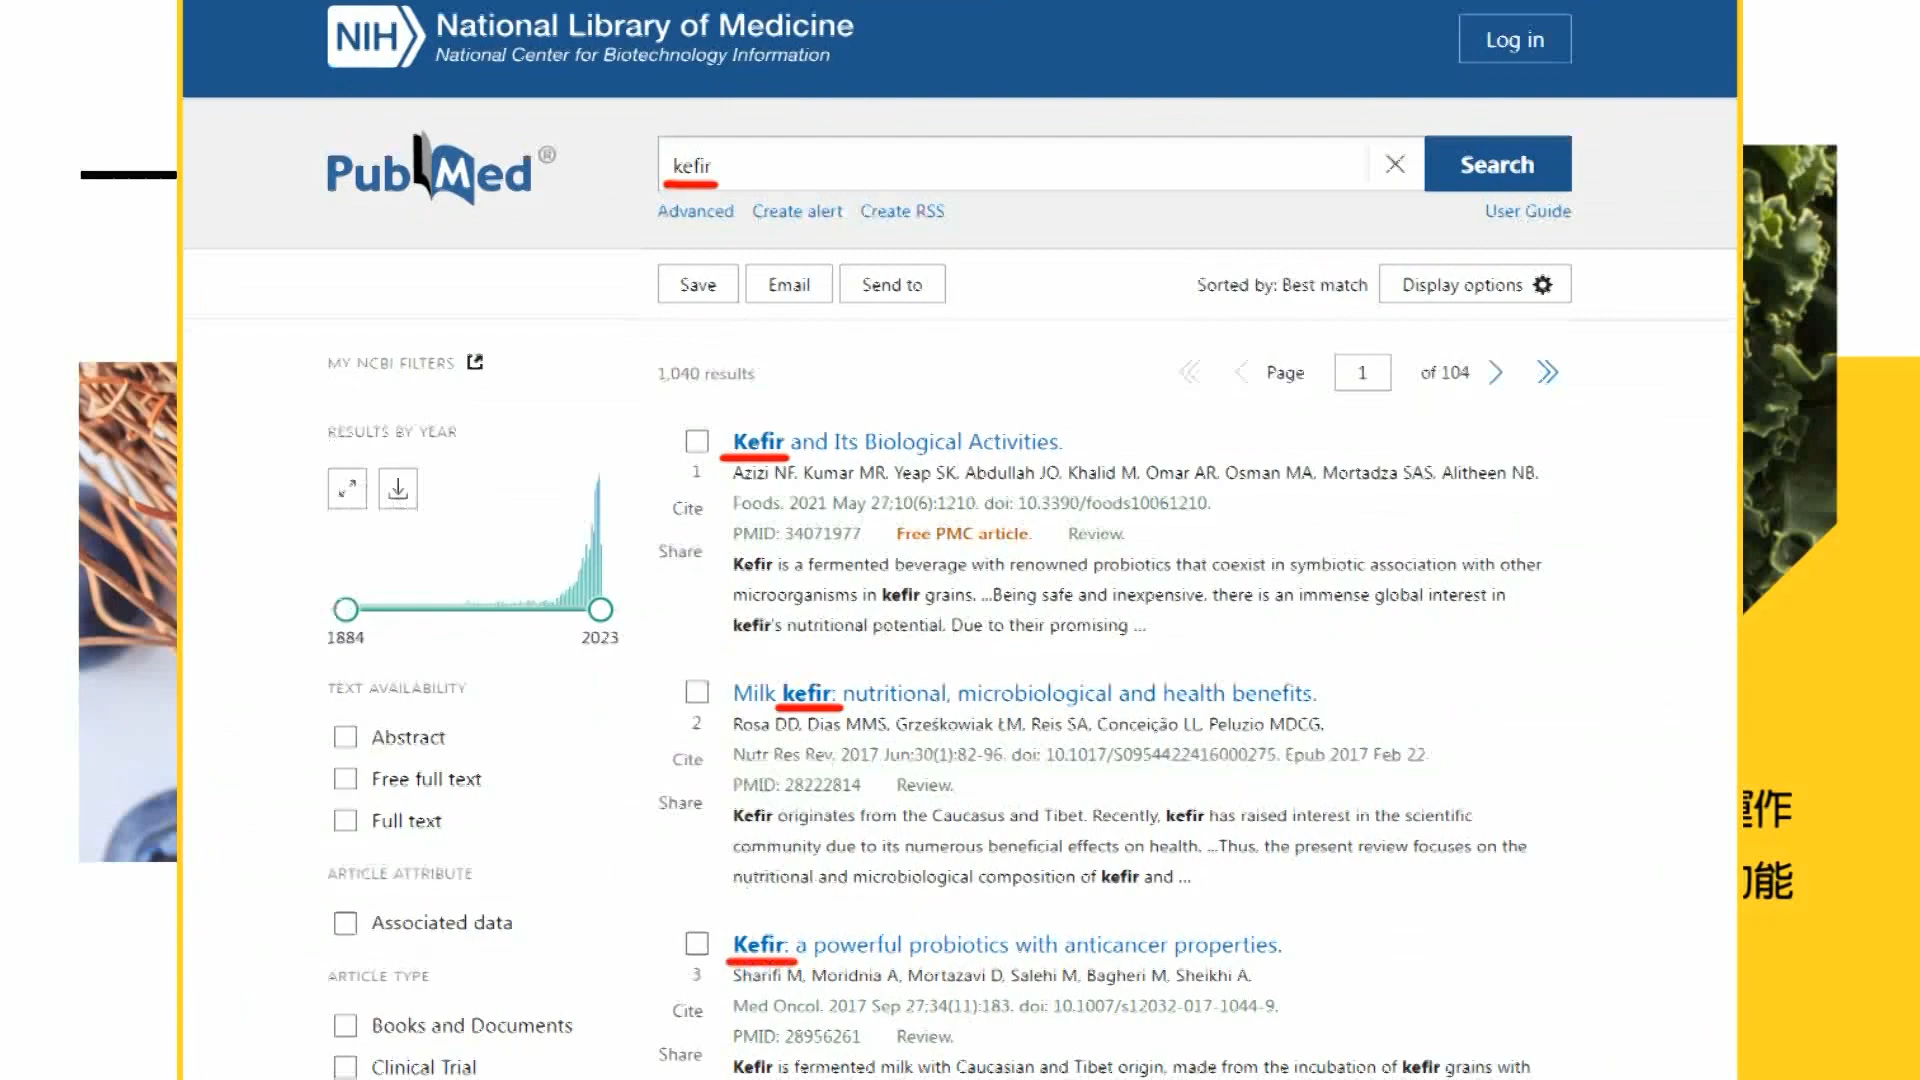 NIH National Library of Medicine
National Center for Biotechnology Information
Log in
PubMed®
kefir
Search
Advanced Create alert Create RSS
User Guide
Save Email Send to
Sorted by: Best match
Display options
MY NCBI FILTERS
1,040 results
Page 1 of 104
RESULTS BY YEAR
1884 2023
TEXT AVAILABILITY
Abstract
Free full text
Full text
ARTICLE ATTRIBUTE
Associated data
ARTICLE TYPE
Books and Documents
Clinical Trial
Kefir and Its Biological Activities.
1
Cite
Share
Azizi NF, Kumar MR, Yeap SK, Abdullah JO, Khalid M, Omar AR, Osman MA, Mortadza SAS, Alitheen NB.
Foods. 2021 May 27;10(6):1210. doi: 10.3390/foods10061210.
PMID: 34071977 Free PMC article. Review.
Kefir is a fermented beverage with renowned probiotics that coexist in symbiotic association with other
microorganisms in kefir grains. ...Being safe and inexpensive, there is an immense global interest in
kefir's nutritional potential. Due to their promising ...
Milk kefir: nutritional, microbiological and health benefits.
2
Cite
Share
Rosa DD, Dias MMS, Grześkowiak ŁM, Reis SA, Conceição LL, Peluzio MDCG.
Nutr Res Rev. 2017 Jun;30(1):82-96. doi: 10.1017/S0954422416000275. Epub 2017 Feb 22.
PMID: 28222814 Review.
Kefir originates from the Caucasus and Tibet. Recently, kefir has raised interest in the scientific
community due to its numerous beneficial effects on health. ...Thus, the present review focuses on the
nutritional and microbiological composition of kefir and ...
Kefir: a powerful probiotics with anticancer properties.
3
Cite
Share
Sharifi M, Moridnia A, Mortazavi D, Salehi M, Bagheri M, Sheikhi A.
Med Oncol. 2017 Sep 27;34(11):183. doi: 10.1007/s12032-017-1044-9.
PMID: 28956261 Review.
Kefir is fermented milk with Caucasian and Tibet origin, made from the incubation of kefir grains with
作
能